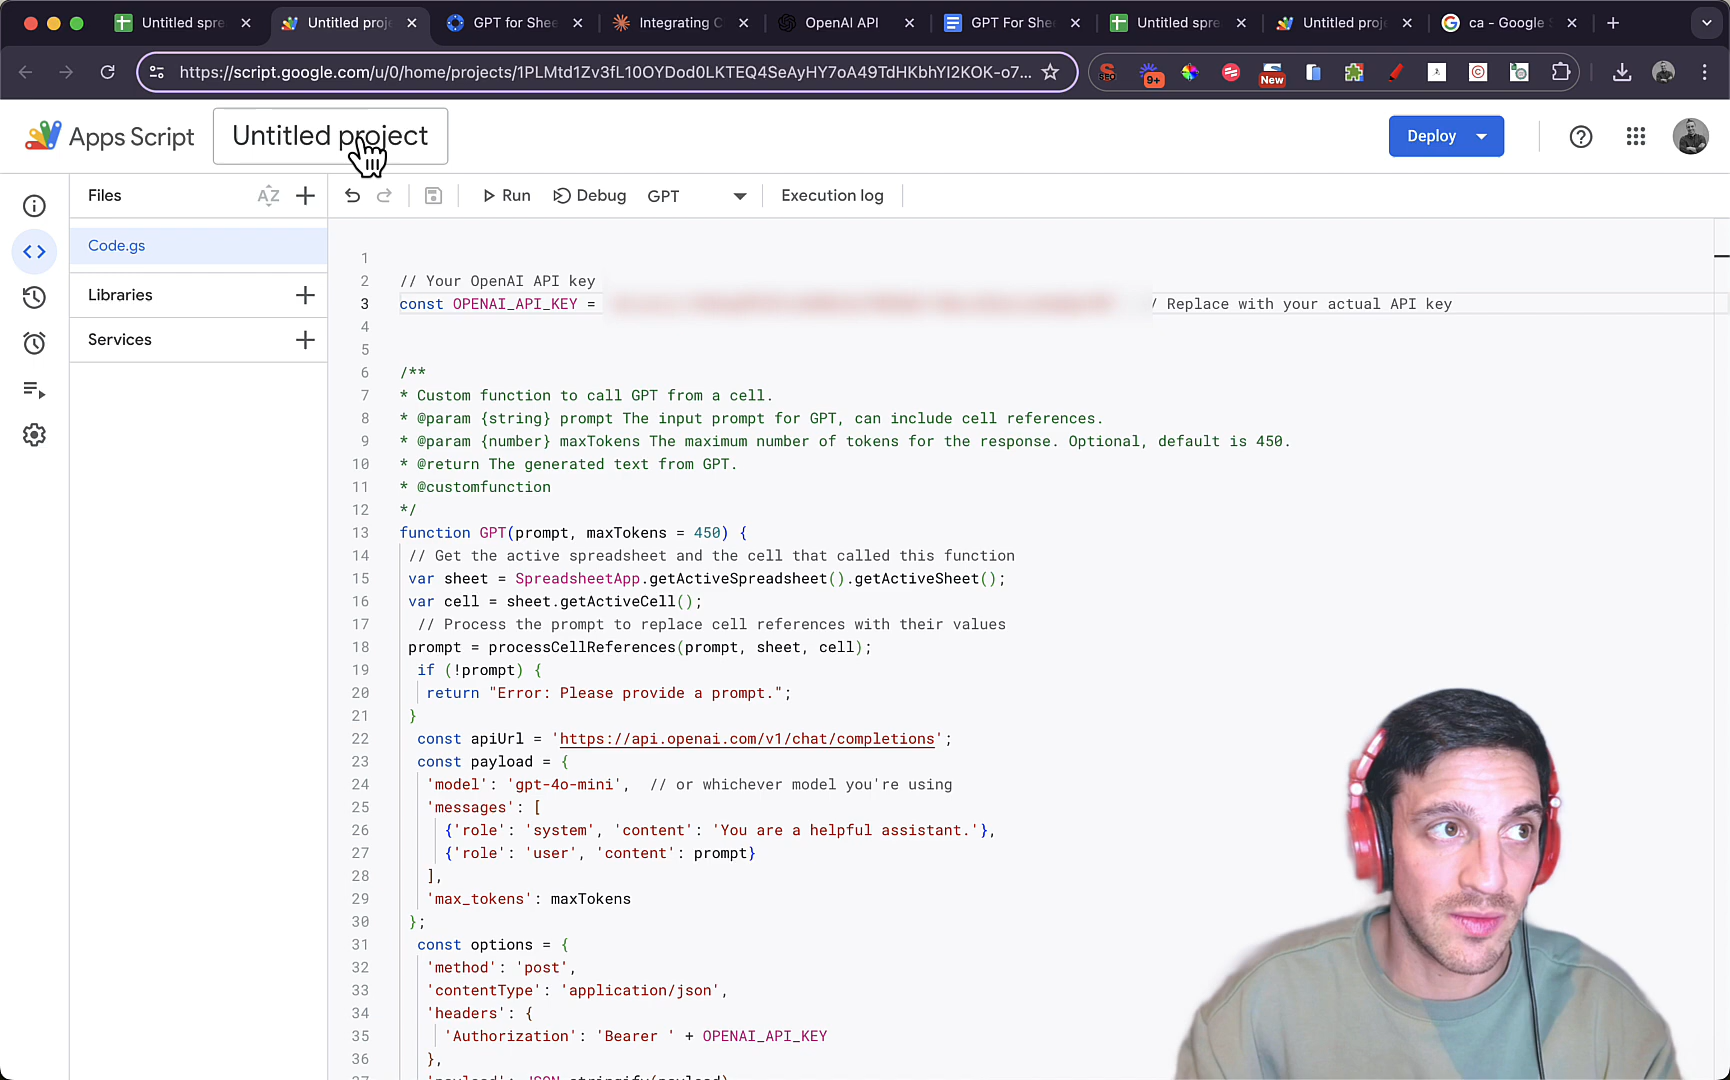 Untitled spre
Untitled proje
GPT for Shee
Integrating C
OpenAI API
GPT For She
Untitled spre
Untitled proj
ca - Google S
https://script.google.com/u/0/home/projects/1PLMtd1Zv3fL10OYDod0LKTEQ4SeAyHY7oA49TdHKbhYI2KOK-o7...
SEO
9+
New
Apps Script
Untitled project
Deploy
Files
AZ
Run
Debug
GPT
Execution log
Code.gs
Libraries
Services
1
2 // Your OpenAI API key
3 const OPENAI_API_KEY = / Replace with your actual API key
4
5
6 /**
7 * Custom function to call GPT from a cell.
8 * @param {string} prompt The input prompt for GPT, can include cell references.
9 * @param {number} maxTokens The maximum number of tokens for the response. Optional, default is 450.
10 * @return The generated text from GPT.
11 * @customfunction
12 */
13 function GPT(prompt, maxTokens = 450) {
14 // Get the active spreadsheet and the cell that called this function
15 var sheet = SpreadsheetApp.getActiveSpreadsheet().getActiveSheet();
16 var cell = sheet.getActiveCell();
17 // Process the prompt to replace cell references with their values
18 prompt = processCellReferences(prompt, sheet, cell);
19 if (!prompt) {
20 return "Error: Please provide a prompt.";
21 }
22 const apiUrl = 'https://api.openai.com/v1/chat/completions';
23 const payload = {
24 'model': 'gpt-4o-mini', // or whichever model you're using
25 'messages': [
26 {'role': 'system', 'content': 'You are a helpful assistant.'},
27 {'role': 'user', 'content': prompt}
28 ],
29 'max_tokens': maxTokens
30 };
31 const options = {
32 'method': 'post',
33 'contentType': 'application/json',
34 'headers': {
35 'Authorization': 'Bearer ' + OPENAI_API_KEY
36 },
37 'payload': JSON.stringify(payload)